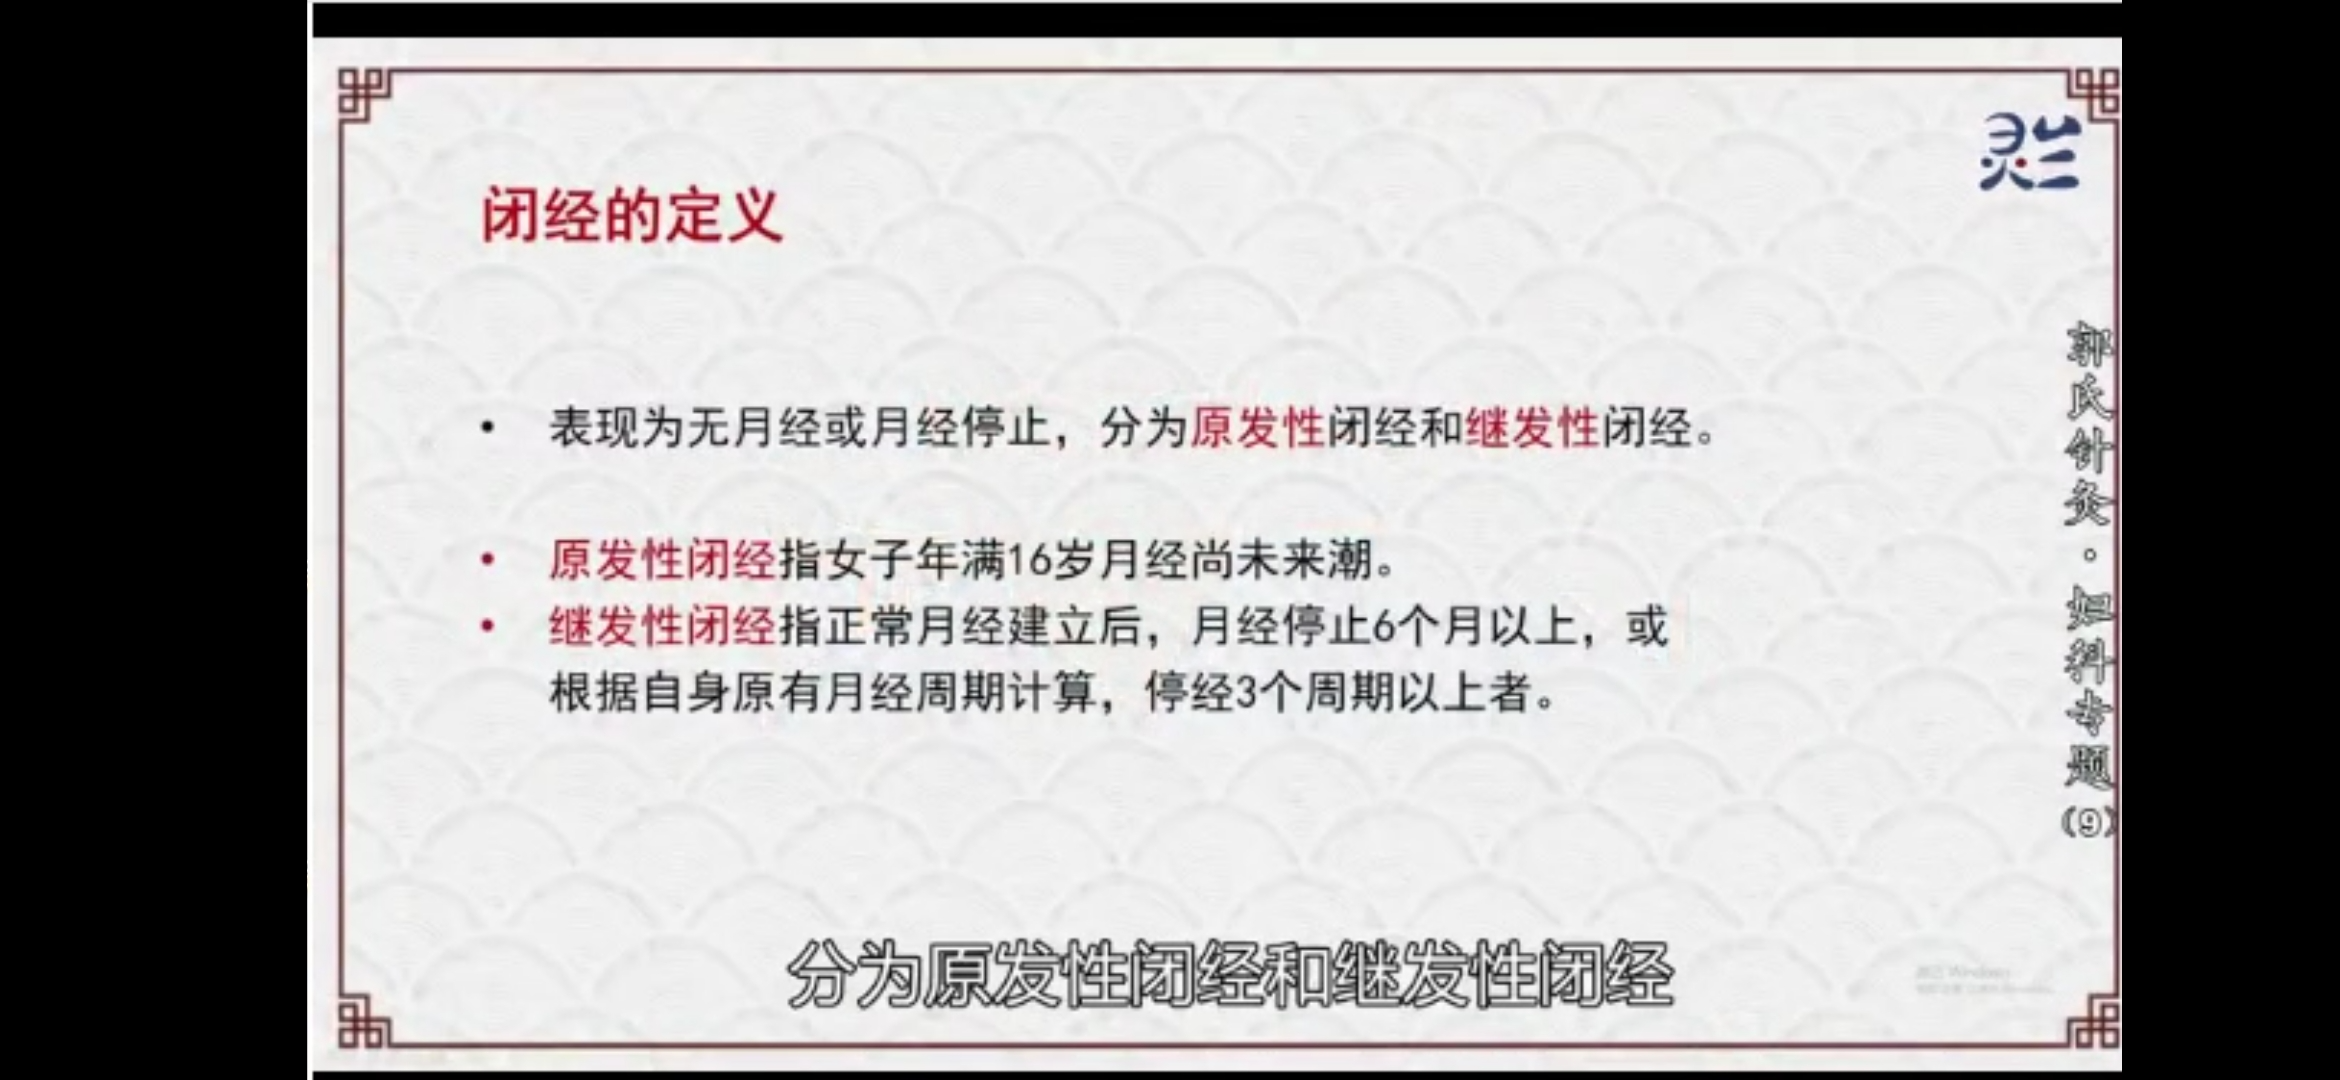 闭经的定义
• 表现为无月经或月经停止，分为原发性闭经和继发性闭经。
• 原发性闭经指女子年满16岁月经尚未来潮。
• 继发性闭经指正常月经建立后，月经停止6个月以上，或
根据自身原有月经周期计算，停经3个周期以上者。
郭氏针灸·妇科专题(9)
分为原发性闭经和继发性闭经